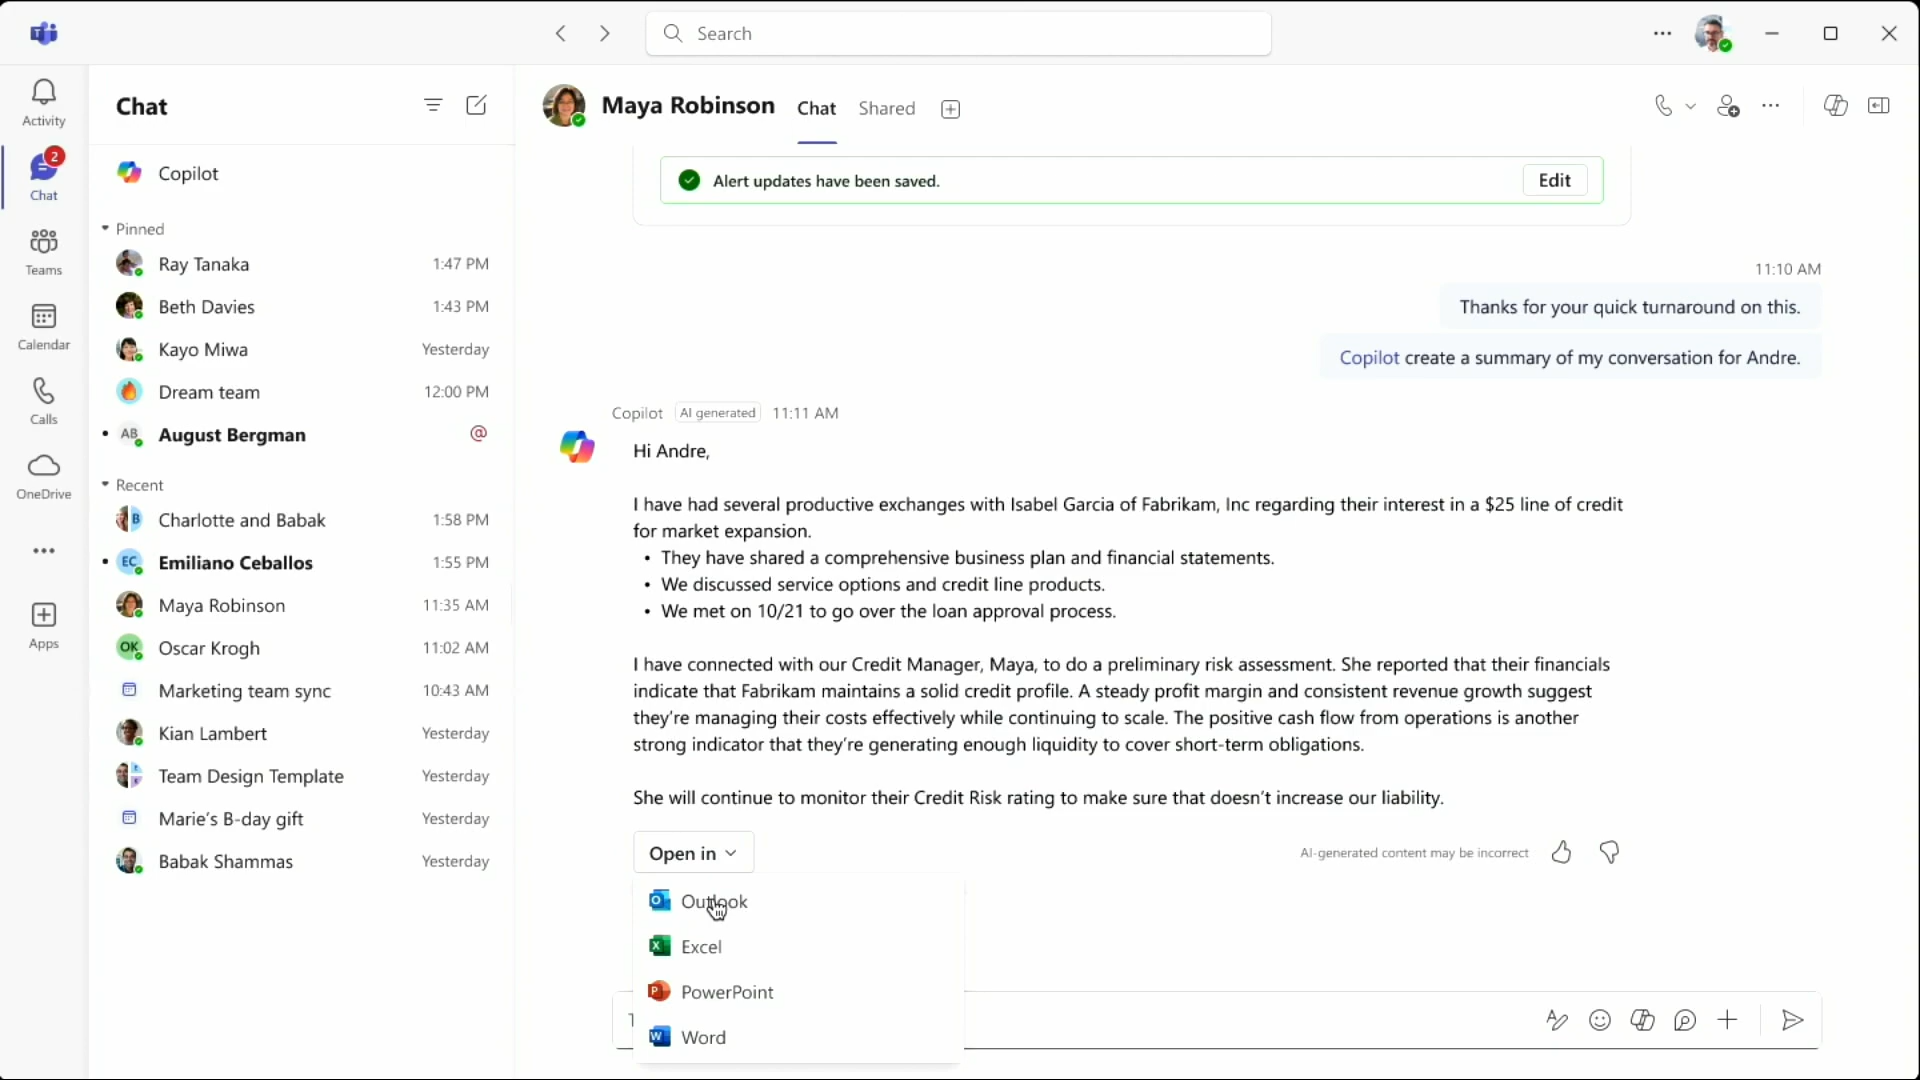 Search
Activity
2
Chat
Teams
Calendar
Calls
OneDrive
Apps
Chat
Copilot
Pinned
Ray Tanaka 1:47 PM
Beth Davies 1:43 PM
Kayo Miwa Yesterday
Dream team 12:00 PM
AB August Bergman @
Recent
B Charlotte and Babak 1:58 PM
EC Emiliano Ceballos 1:55 PM
Maya Robinson 11:35 AM
OK Oscar Krogh 11:02 AM
Marketing team sync 10:43 AM
Kian Lambert Yesterday
Team Design Template Yesterday
Marie's B-day gift Yesterday
Babak Shammas Yesterday
Maya Robinson Chat Shared
Alert updates have been saved. Edit
11:10 AM
Thanks for your quick turnaround on this.
Copilot create a summary of my conversation for Andre.
Copilot AI generated 11:11 AM
Hi Andre,
I have had several productive exchanges with Isabel Garcia of Fabrikam, Inc regarding their interest in a $25 line of credit
for market expansion.
• They have shared a comprehensive business plan and financial statements.
• We discussed service options and credit line products.
• We met on 10/21 to go over the loan approval process.
I have connected with our Credit Manager, Maya, to do a preliminary risk assessment. She reported that their financials
indicate that Fabrikam maintains a solid credit profile. A steady profit margin and consistent revenue growth suggest
they're managing their costs effectively while continuing to scale. The positive cash flow from operations is another
strong indicator that they're generating enough liquidity to cover short-term obligations.
She will continue to monitor their Credit Risk rating to make sure that doesn't increase our liability.
Open in
AI-generated content may be incorrect
Outlook
Excel
PowerPoint
Word